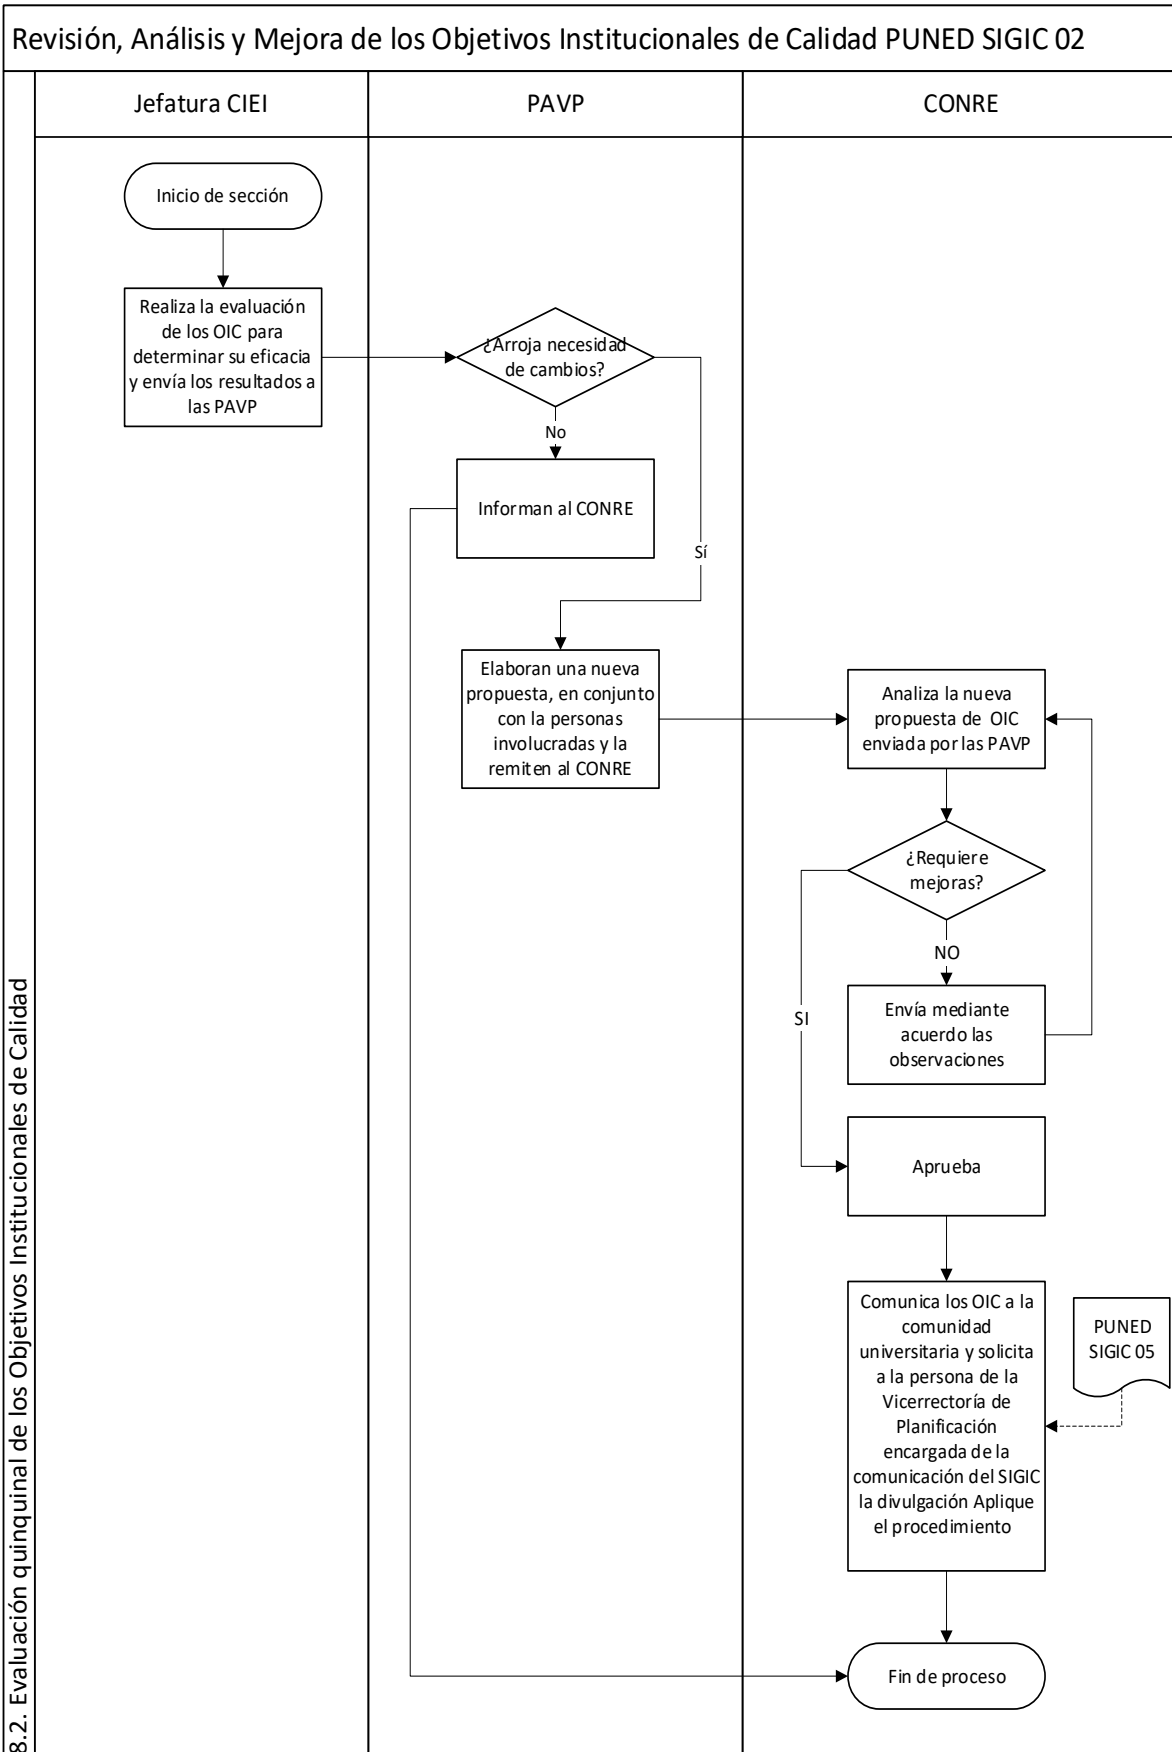 Revisión, Análisis y Mejora de los Objetivos Institucionales de Calidad PUNED SIGIC 02
8.2. Evaluación quinquinal de los Objetivos Institucionales de Calidad
Jefatura CIEI
PAVP
CONRE
Inicio de sección
Realiza la evaluación
de los OIC para
determinar su eficacia
y envía los resultados a
las PAVP
¿Arroja necesidad
de cambios?
No
Informan al CONRE
Sí
Elaboran una nueva
propuesta, en conjunto
con la personas
involucradas y la
remiten al CONRE
Analiza la nueva
propuesta de OIC
enviada por las PAVP
¿Requiere
mejoras?
NO
SI
Envía mediante
acuerdo las
observaciones
Aprueba
Comunica los OIC a la
comunidad
universitaria y solicita
a la persona de la
Vicerrectoría de
Planificación
encargada de la
comunicación del SIGIC
la divulgación Aplique
el procedimiento
PUNED
SIGIC 05
Fin de proceso